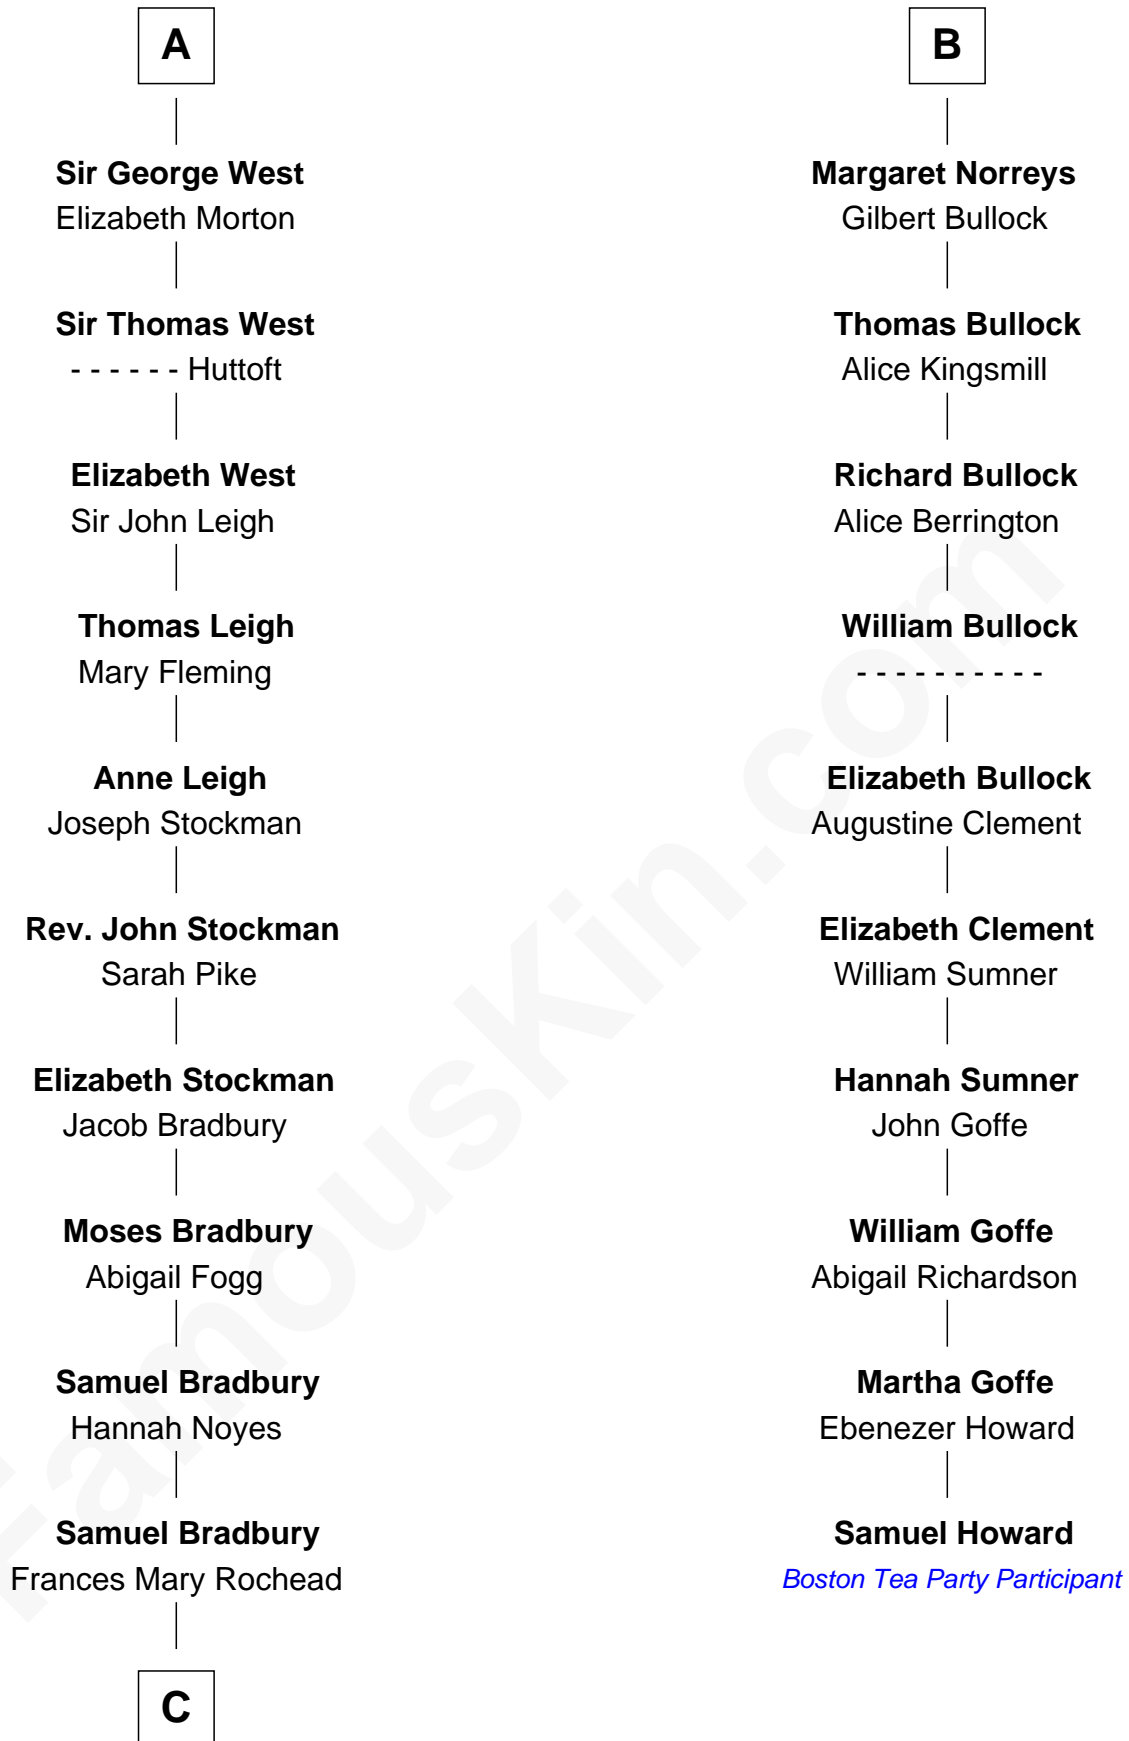 A
Sir George West
Elizabeth Morton
Sir Thomas West
- - - - - - Huttoft
Elizabeth West
Sir John Leigh
Thomas Leigh
Mary Fleming
Anne Leigh
Joseph Stockman
Rev. John Stockman
Sarah Pike
Elizabeth Stockman
Jacob Bradbury
Moses Bradbury
Abigail Fogg
Samuel Bradbury
Hannah Noyes
Samuel Bradbury
Frances Mary Rochead
C
B
Margaret Norreys
Gilbert Bullock
Thomas Bullock
Alice Kingsmill
Richard Bullock
Alice Berrington
William Bullock
- - - - - - - - - -
Elizabeth Bullock
Augustine Clement
Elizabeth Clement
William Sumner
Hannah Sumner
John Goffe
William Goffe
Abigail Richardson
Martha Goffe
Ebenezer Howard
Samuel Howard
Boston Tea Party Participant
FamousKin.com